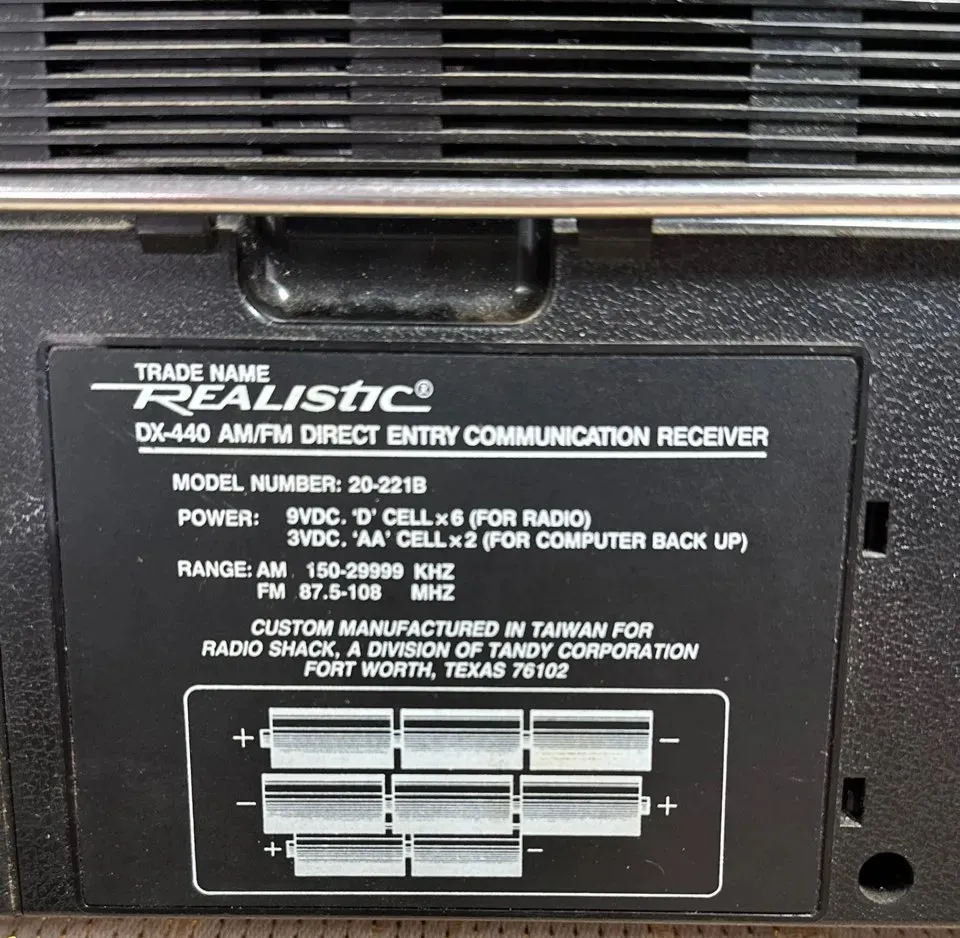 TRADE NAME
REALISTIC®
DX-440 AM/FM DIRECT ENTRY COMMUNICATION RECEIVER
MODEL NUMBER: 20-221B
POWER: 9VDC. 'D' CELL×6 (FOR RADIO)
3VDC. 'AA' CELL×2 (FOR COMPUTER BACK UP)
RANGE: AM 150-29999 KHZ
FM 87.5-108 MHZ
CUSTOM MANUFACTURED IN TAIWAN FOR
RADIO SHACK, A DIVISION OF TANDY CORPORATION
FORT WORTH, TEXAS 76102
+ −
− +
+ −